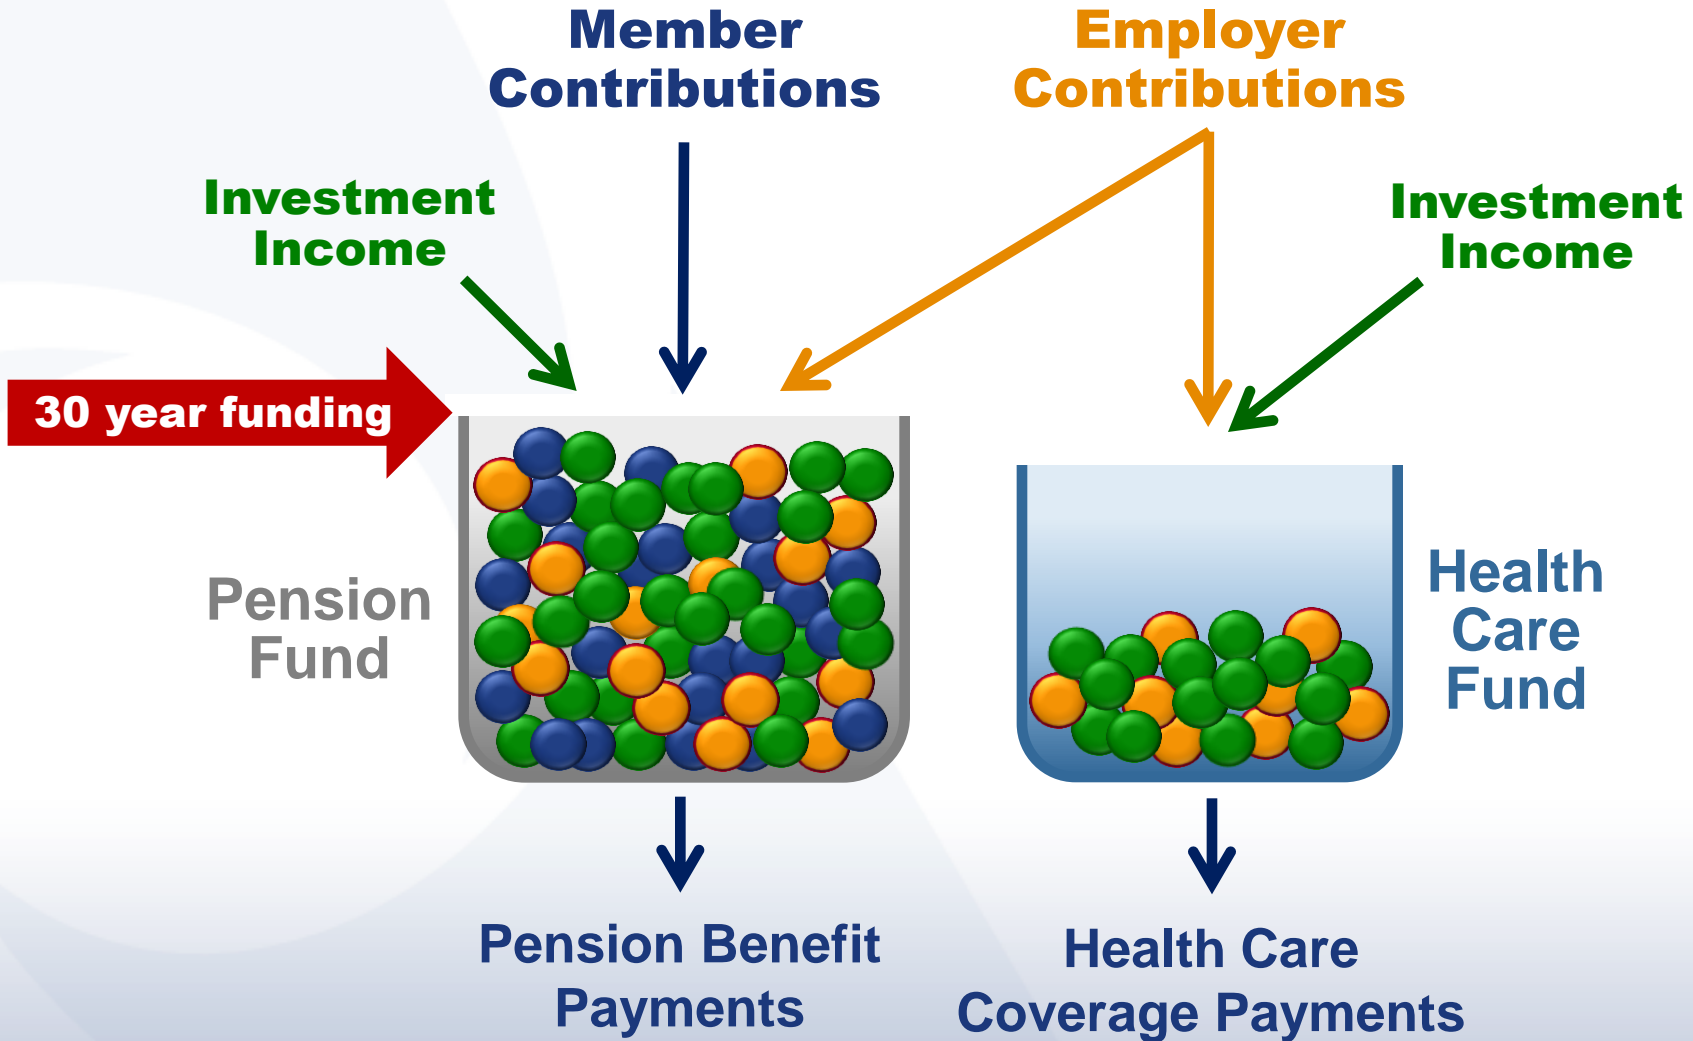 Member
Contributions
Employer
Contributions
Investment
Income
Investment
Income
30 year funding
Pension
Fund
Health
Care
Fund
Pension Benefit
Payments
Health Care
Coverage Payments